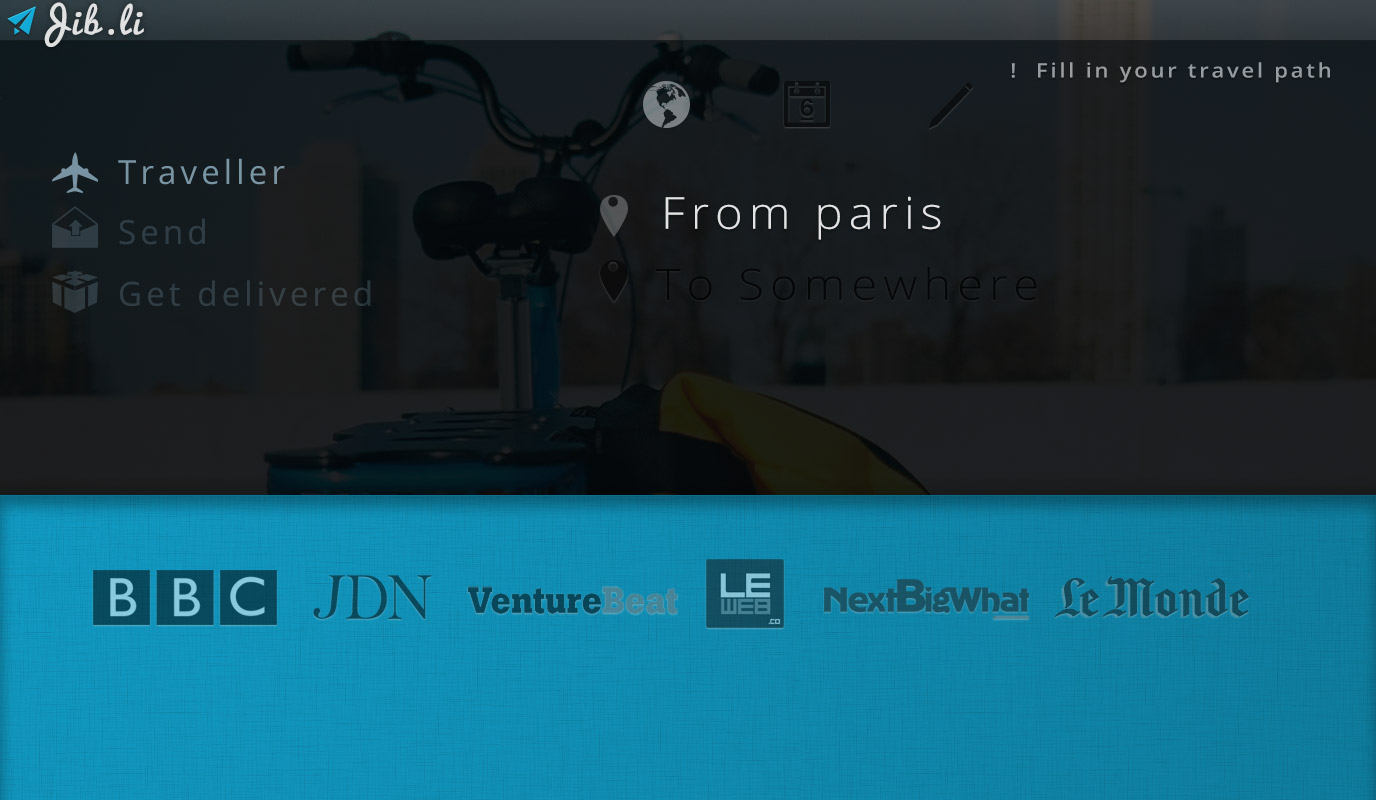 Jib.li
! Fill in your travel path
6
Traveller
Send
Get delivered
From paris
To Somewhere
BBC
JDN
VentureBeat
LE
WEB
.CO
NextBigWhat
Le Monde